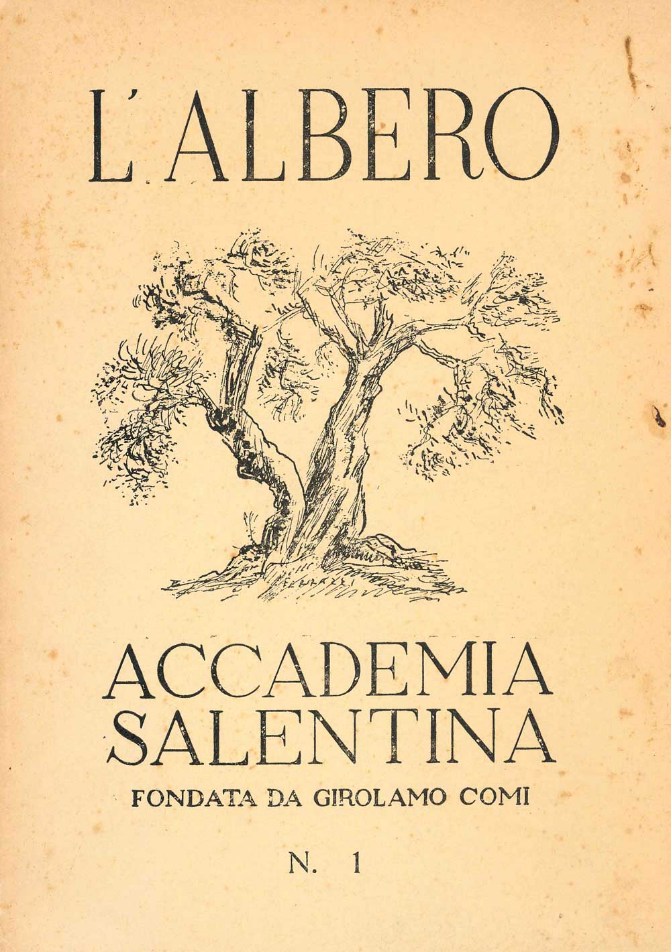 L'ALBERO
ACCADEMIA
SALENTINA
FONDATA DA GIROLAMO COMI
N. 1